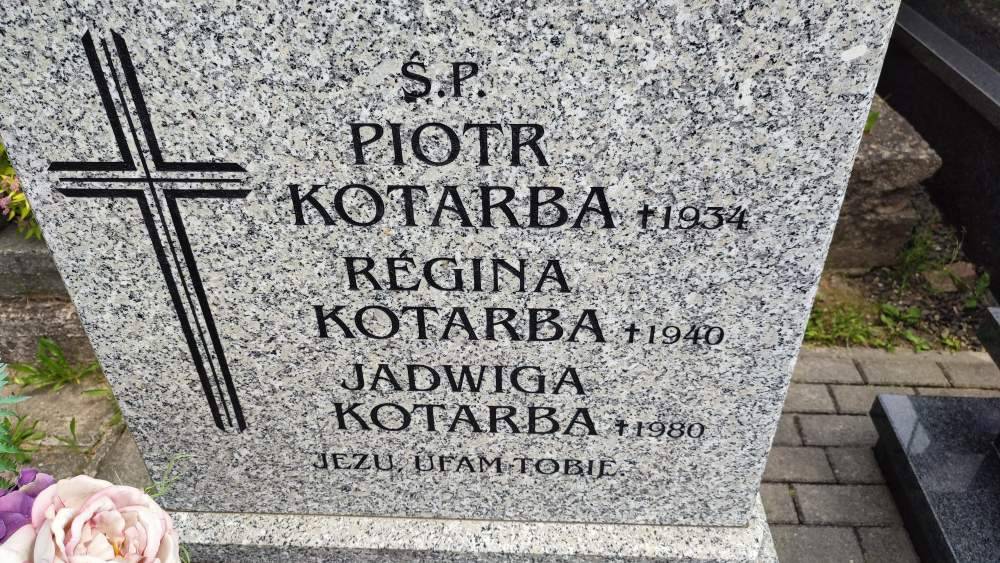 Ś.P.
PIOTR
KOTARBA †1934
REGINA
KOTARBA †1940
JADWIGA
KOTARBA †1980
JEZU, UFAM TOBIE.